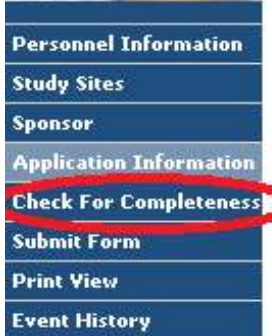 Personnel Information
Study Sites
Sponsor
Application Information
Check For Completeness
Submit Form
Print View
Event History